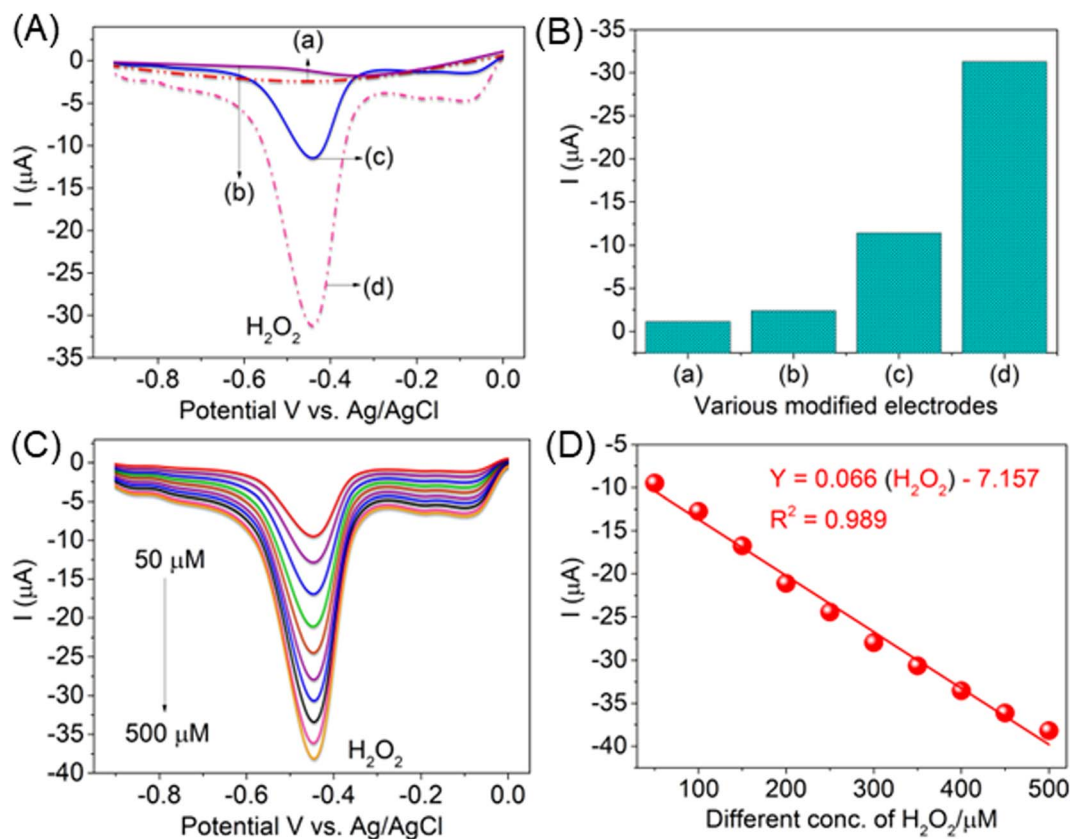 (A)
0
-5
-10
-15
-20
-25
-30
-35
I (μA)
(a)
(b)
(c)
(d)
H₂O₂
-0.8
-0.6
-0.4
-0.2
0.0
Potential V vs. Ag/AgCl
(B)
-35
-30
-25
-20
-15
-10
-5
0
I (μA)
(a)
(b)
(c)
(d)
Various modified electrodes
(C)
0
-5
-10
-15
-20
-25
-30
-35
-40
I (μA)
50 μM
500 μM
H₂O₂
-0.8
-0.6
-0.4
-0.2
0.0
Potential V vs. Ag/AgCl
(D)
-5
-10
-15
-20
-25
-30
-35
-40
I (μA)
Y = 0.066 (H₂O₂) - 7.157
R² = 0.989
100
200
300
400
500
Different conc. of H₂O₂/μM